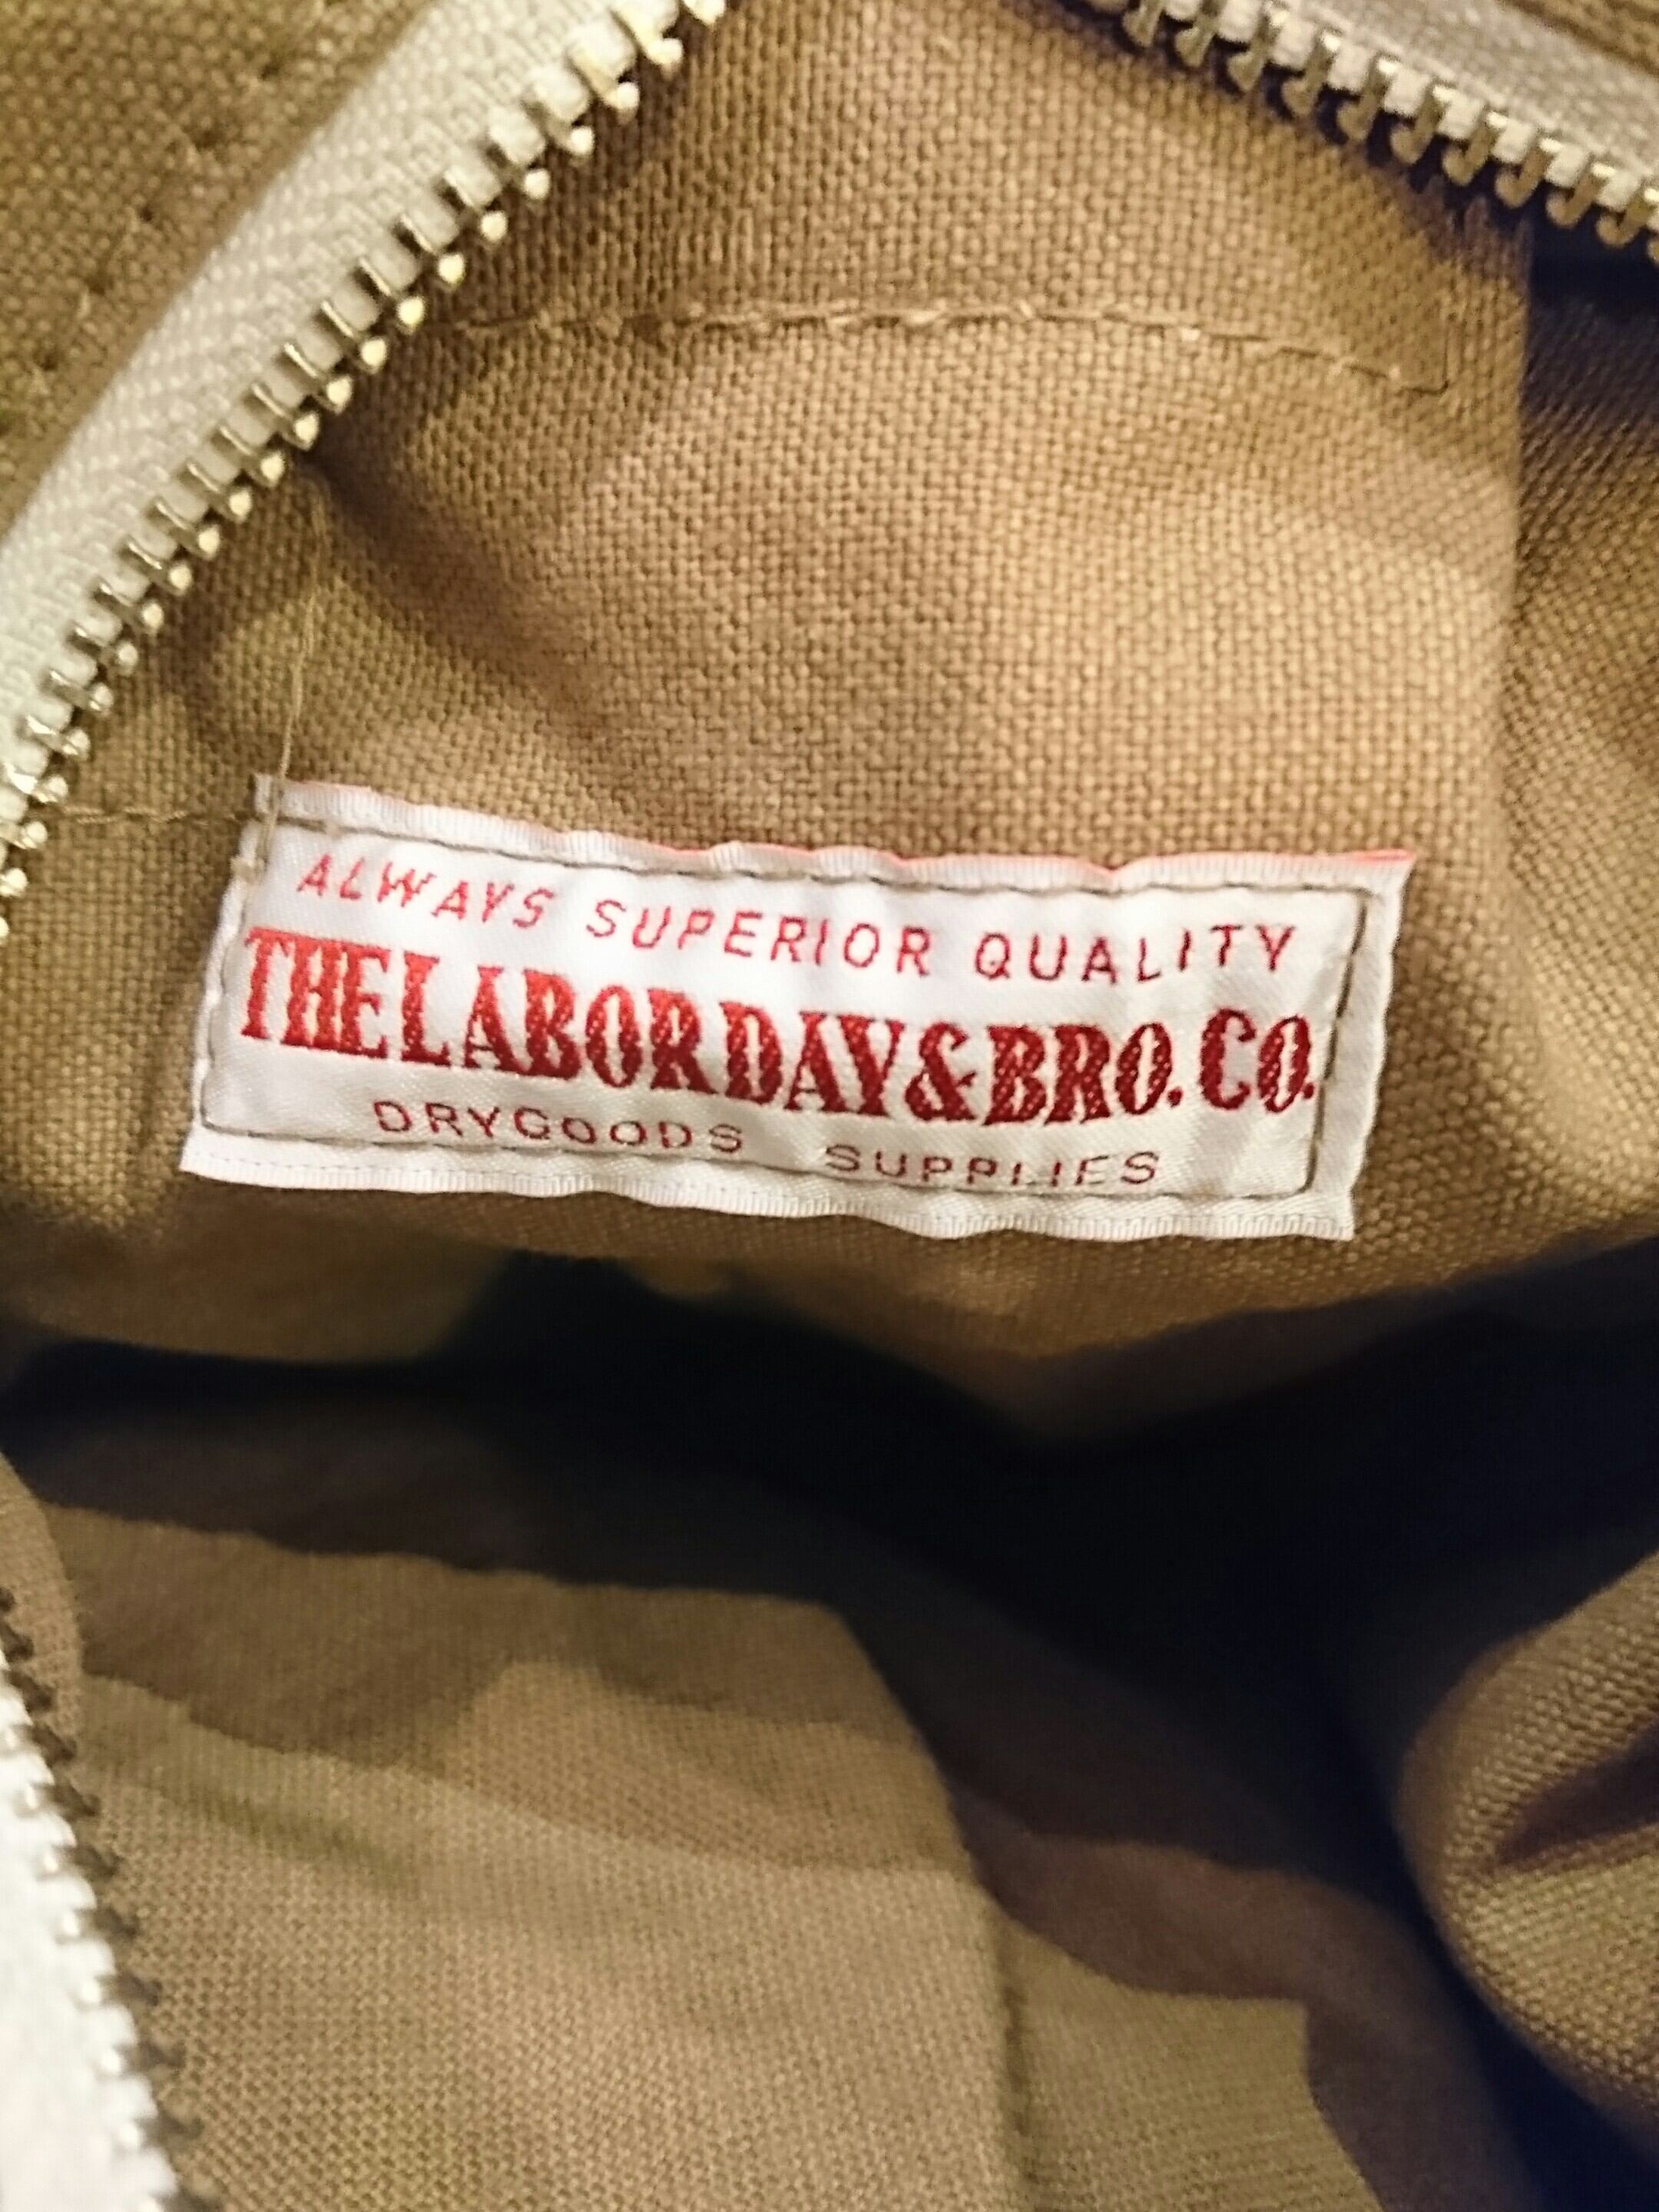 ALWAYS SUPERIOR QUALITY
THE LABOR DAY & BRO. CO.
DRYGOODS SUPPLIES